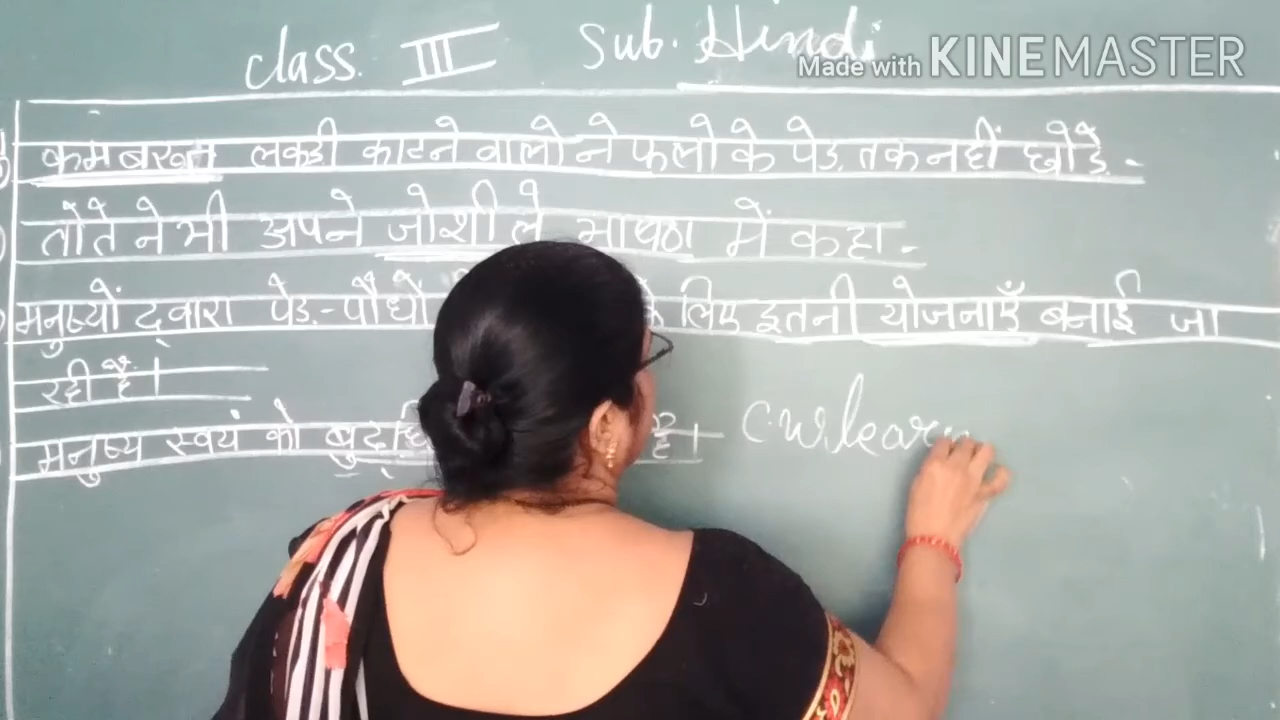 Class. III Sub. Hindi
Made with KINEMASTER
कमबख्त लकडी काटने वालो ने फलो के पेड. तक नहीं छोडे.-
तोते ने भी अपने जोशीले भाषण में कहा -
मनुष्यों द्वारा पेड.-पौधों के लिए इतनी योजनाएँ बनाई जा
रही है।
मनुष्य स्वयं को है। C.W. lear